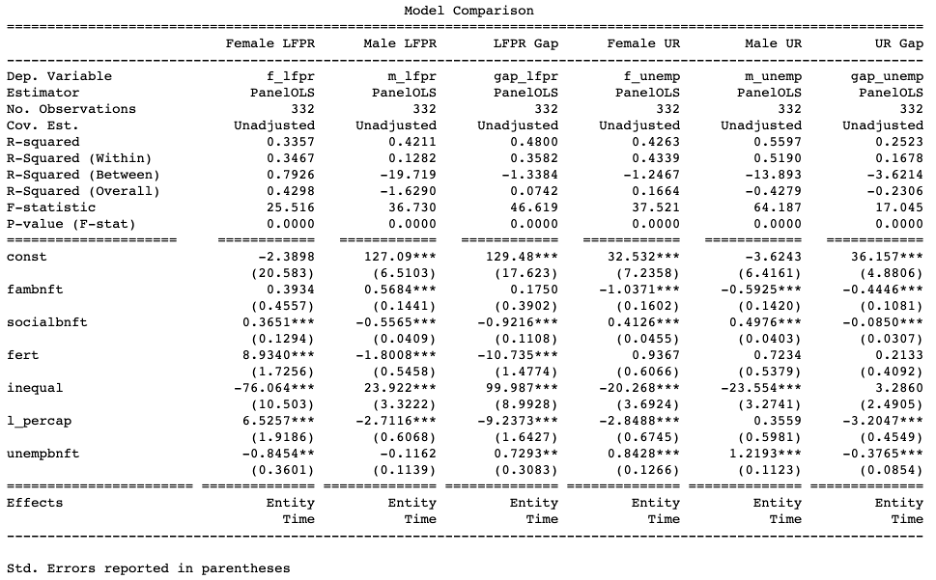 Model Comparison
=====================================================================================
Female LFPR Male LFPR LFPR Gap Female UR Male UR UR Gap
-------------------------------------------------------------------------------------
Dep. Variable f_lfpr m_lfpr gap_lfpr f_unemp m_unemp gap_unemp
Estimator PanelOLS PanelOLS PanelOLS PanelOLS PanelOLS PanelOLS
No. Observations 332 332 332 332 332 332
Cov. Est. Unadjusted Unadjusted Unadjusted Unadjusted Unadjusted Unadjusted
R-squared 0.3357 0.4211 0.4800 0.4263 0.5597 0.2523
R-Squared (Within) 0.3467 0.1282 0.3582 0.4339 0.5190 0.1678
R-Squared (Between) 0.7926 -19.719 -1.3384 -1.2467 -13.893 -3.6214
R-Squared (Overall) 0.4298 -1.6290 0.0742 0.1664 -0.4279 -0.2306
F-statistic 25.516 36.730 46.619 37.521 64.187 17.045
P-value (F-stat) 0.0000 0.0000 0.0000 0.0000 0.0000 0.0000
===================== ============ ============ ============ ============ ============ ============
const -2.3898 127.09*** 129.48*** 32.532*** -3.6243 36.157***
(20.583) (6.5103) (17.623) (7.2358) (6.4161) (4.8806)
fambnft 0.3934 0.5684*** 0.1750 -1.0371*** -0.5925*** -0.4446***
(0.4557) (0.1441) (0.3902) (0.1602) (0.1420) (0.1081)
socialbnft 0.3651*** -0.5565*** -0.9216*** 0.4126*** 0.4976*** -0.0850***
(0.1294) (0.0409) (0.1108) (0.0455) (0.0403) (0.0307)
fert 8.9340*** -1.8008*** -10.735*** 0.9367 0.7234 0.2133
(1.7256) (0.5458) (1.4774) (0.6066) (0.5379) (0.4092)
inequal -76.064*** 23.922*** 99.987*** -20.268*** -23.554*** 3.2860
(10.503) (3.3222) (8.9928) (3.6924) (3.2741) (2.4905)
l_percap 6.5257*** -2.7116*** -9.2373*** -2.8488*** 0.3559 -3.2047***
(1.9186) (0.6068) (1.6427) (0.6745) (0.5981) (0.4549)
unempbnft -0.8454** -0.1162 0.7293** 0.8428*** 1.2193*** -0.3765***
(0.3601) (0.1139) (0.3083) (0.1266) (0.1123) (0.0854)
======================= ============== ============== ============== ============== ============== ==============
Effects Entity Entity Entity Entity Entity Entity
Time Time Time Time Time Time
-------------------------------------------------------------------------------------
Std. Errors reported in parentheses